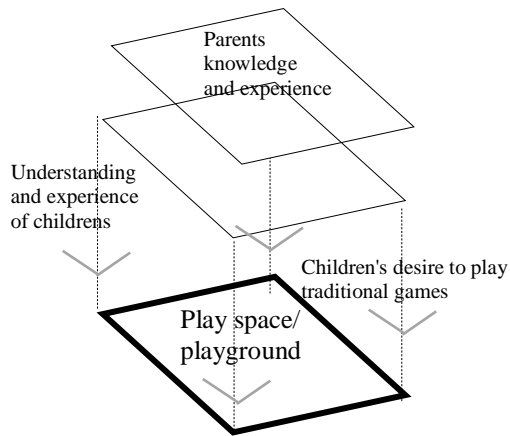 Parents
knowledge
and experience
Understanding
and experience
of childrens
Children's desire to play
traditional games
Play space/
playground